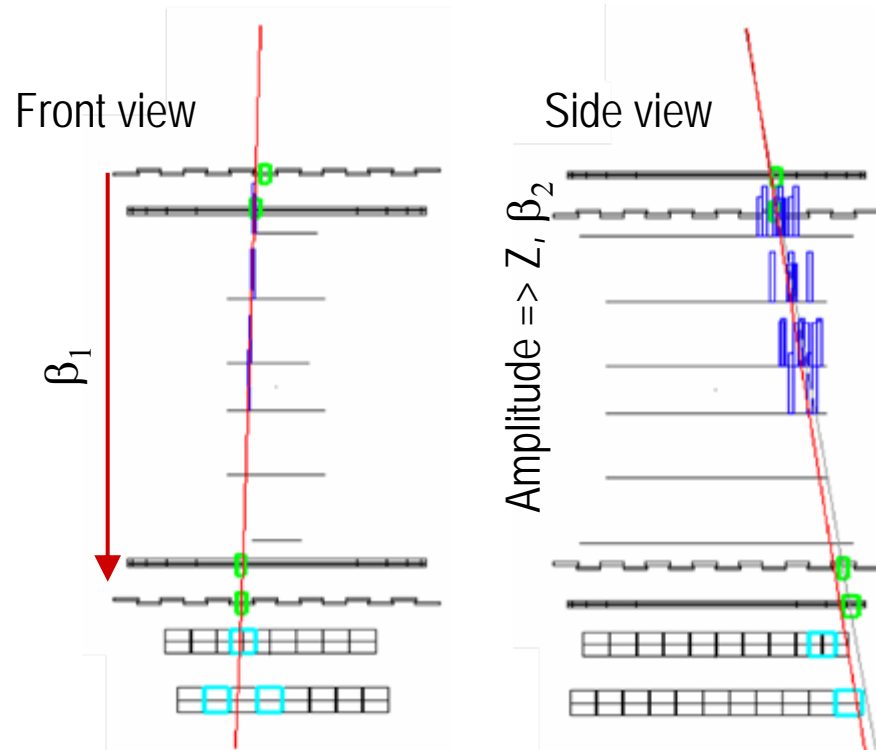 Front view
Side view
β₁
Amplitude => Z, β₂